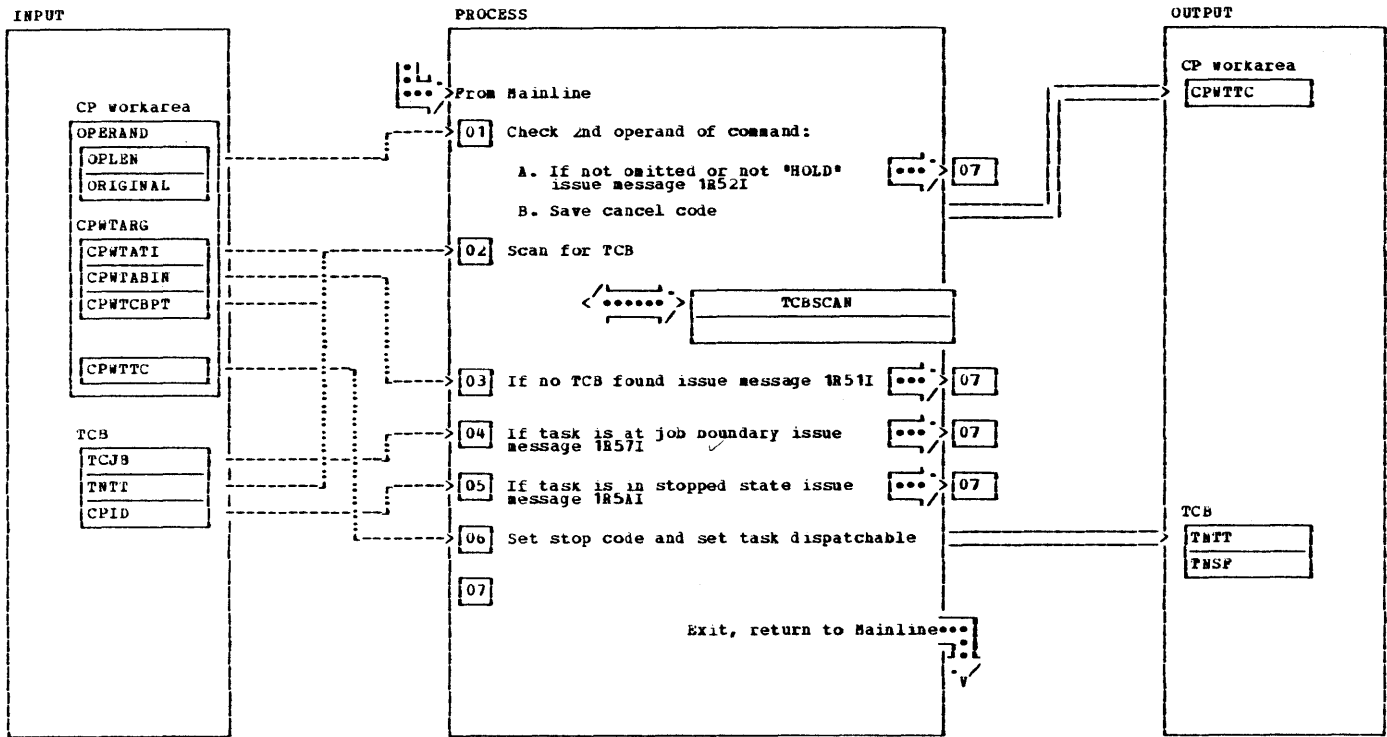 INPUT
CP workarea
OPERAND
OPLEN
ORIGINAL
CPWTARG
CPWTATI
CPWTABIN
CPWTCBPT
CPWTTC
TCB
TCJB
TNTT
CPID
PROCESS
From Mainline
01 Check 2nd operand of command:
A. If not omitted or not "HOLD" 07
issue message 1R52I
B. Save cancel code
02 Scan for TCB
TCBSCAN
03 If no TCB found issue message 1R51I 07
04 If task is at job boundary issue 07
message 1R57I
05 If task is in stopped state issue 07
message 1R5AI
06 Set stop code and set task dispatchable
07
Exit, return to Mainline
OUTPUT
CP workarea
CPWTTC
TCB
TNTT
TNSF